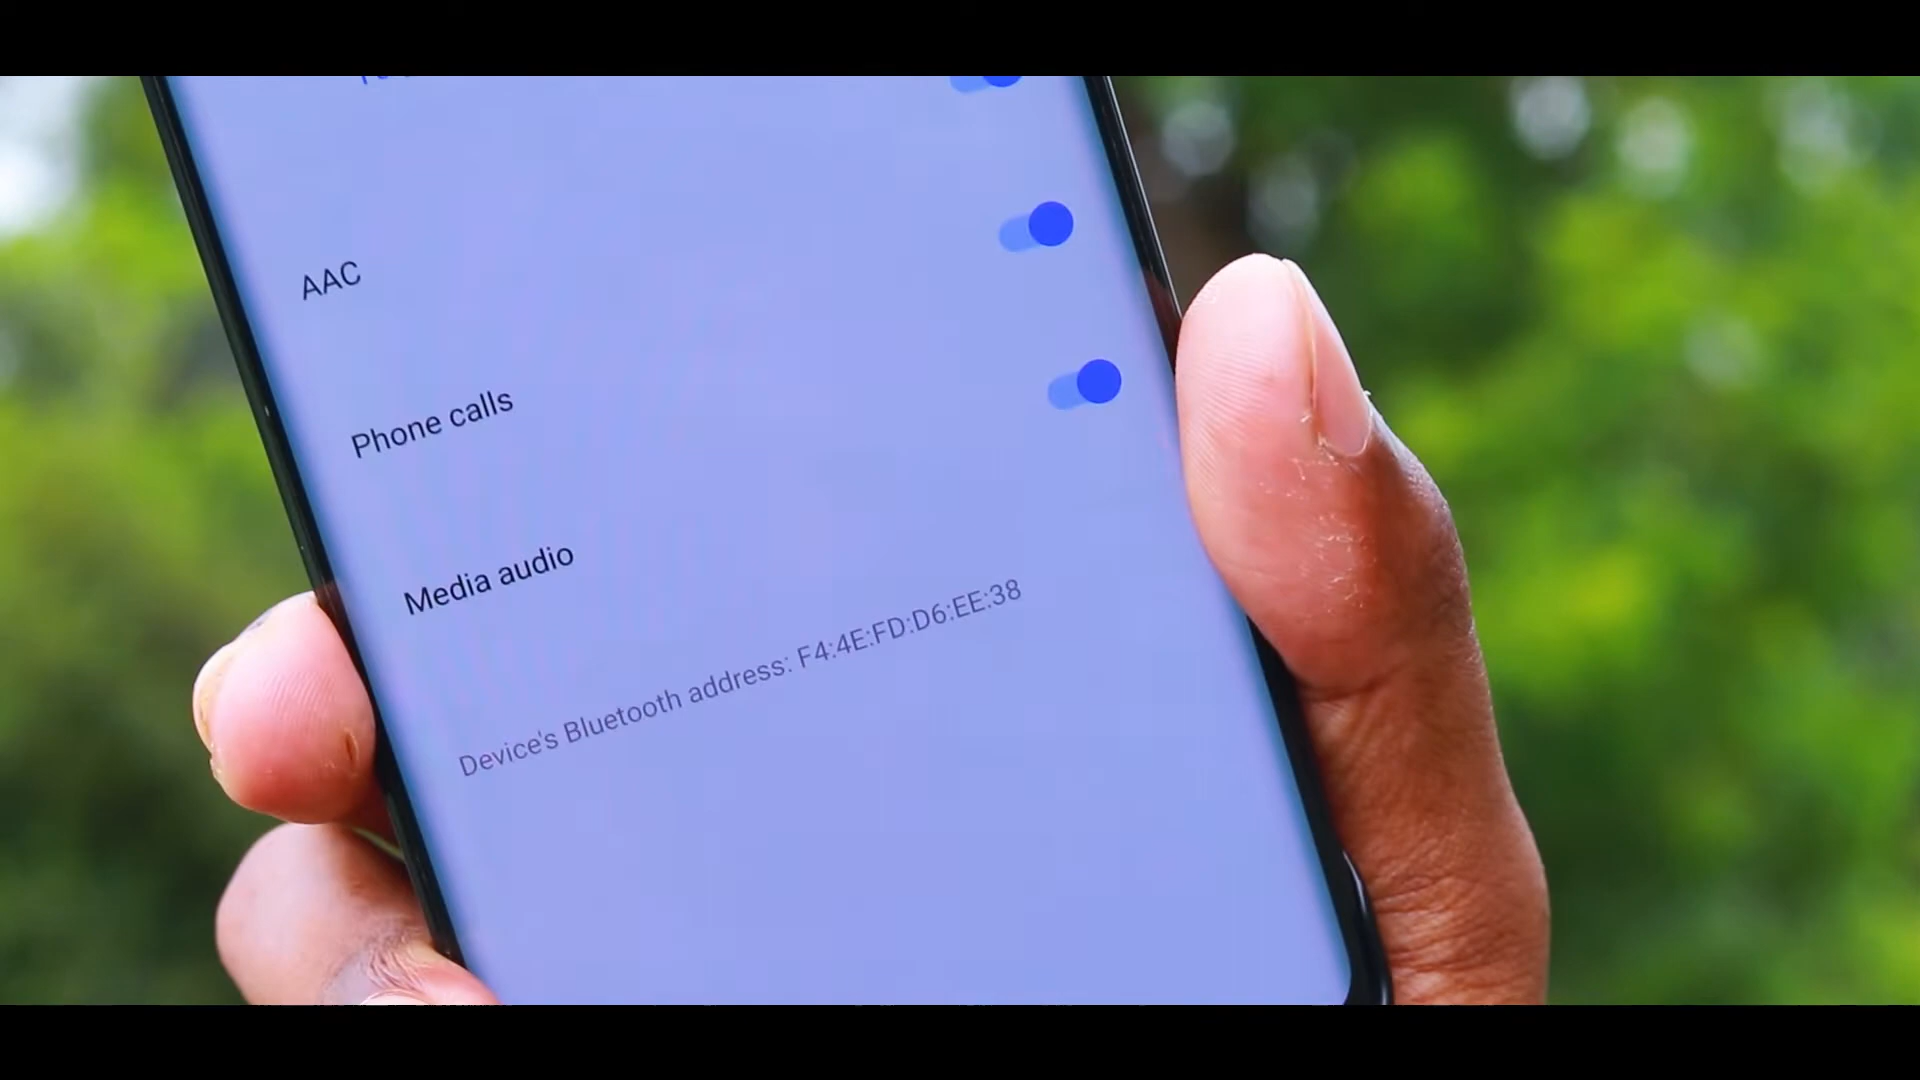 AAC
Phone calls
Media audio
Device's Bluetooth address: F4:4E:FD:D6:EE:38